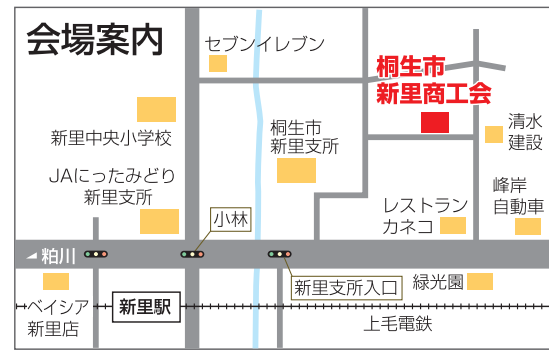 会場案内
セブンイレブン
桐生市
新里商工会
新里中央小学校
桐生市
新里支所
清水
建設
JAにったみどり
新里支所
峰岸
自動車
レストラン
カネコ
小林
粕川
新里支所入口
緑光園
ベイシア
新里店
新里駅
上毛電鉄